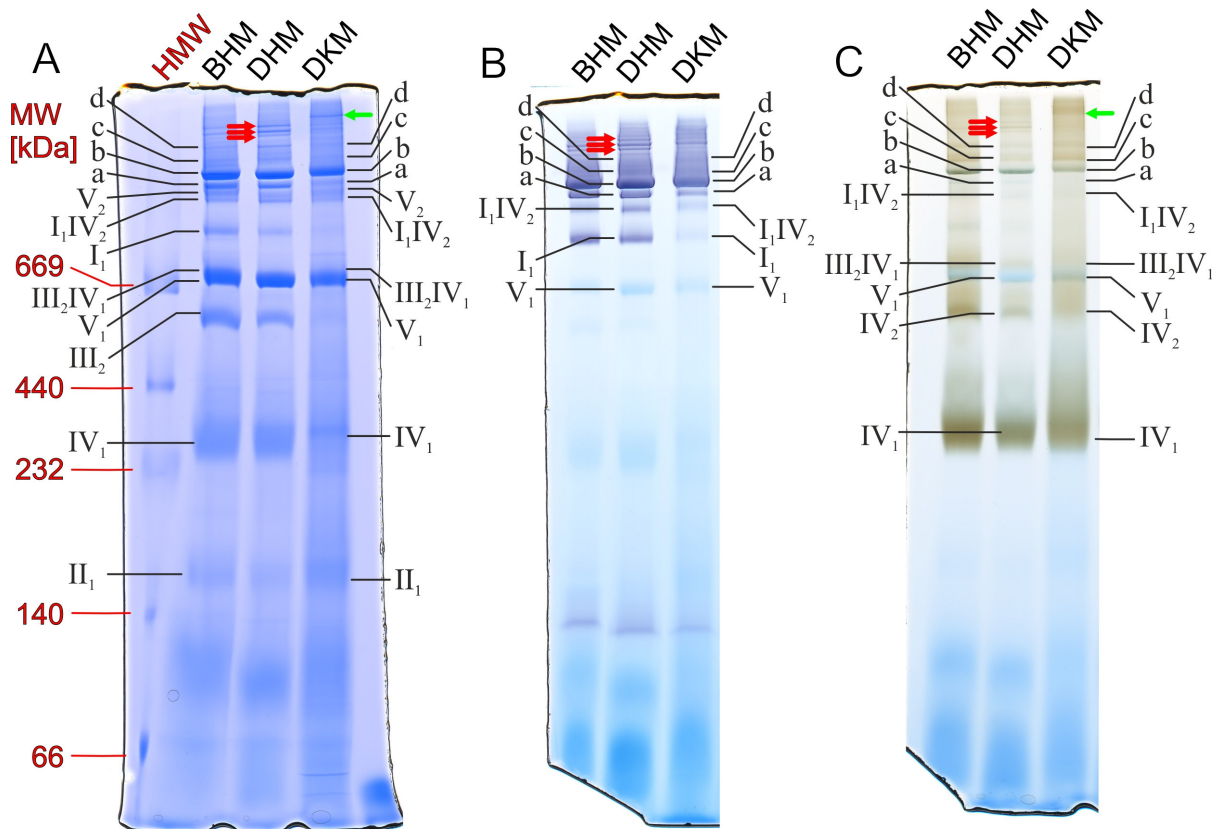 A
HMW
BHM
DHM
DKM
MW
[kDa]
d
c
b
a
V₂
I₁IV₂
I₁
669
III₂IV₁
V₁
III₂
440
IV₁
232
II₁
140
66
d
c
b
a
V₂
I₁IV₂
III₂IV₁
V₁
IV₁
II₁
B
BHM
DHM
DKM
d
c
b
a
I₁IV₂
I₁
V₁
d
c
b
a
I₁IV₂
I₁
V₁
C
BHM
DHM
DKM
d
c
b
a
I₁IV₂
III₂IV₁
V₁
IV₂
IV₁
d
c
b
a
I₁IV₂
III₂IV₁
V₁
IV₂
IV₁